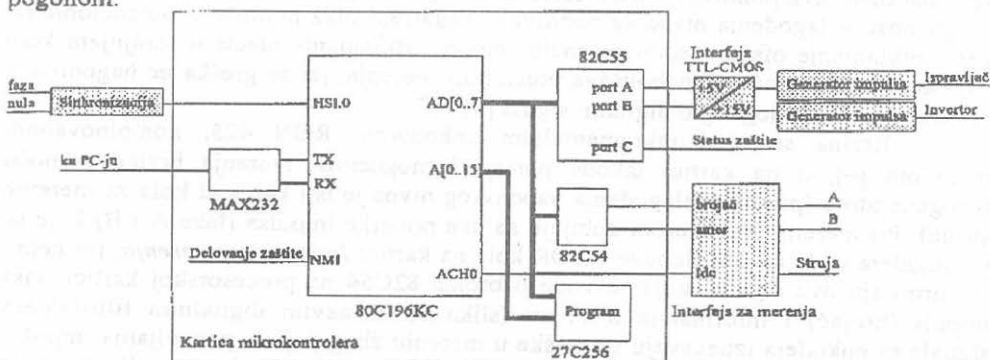 pogonom.
82C55
Interfejs
TTL-CMOS
faza
nula
Sinhronizacija
HSI.0
AD[0..7]
port A
port B
port C
+5V
+15V
Generator impulsa
Ispravljač
Generator impulsa
Invertor
Status zaštite
ka PC-ju
TX
RX
MAX232
A[0..15]
82C54
Brojač
A
B
Delovanje zaštite
NMI
ACH0
Idc
Struja
80C196KC
Program
Interfejs za merenja
Kartica mikrokontrolera
27C256